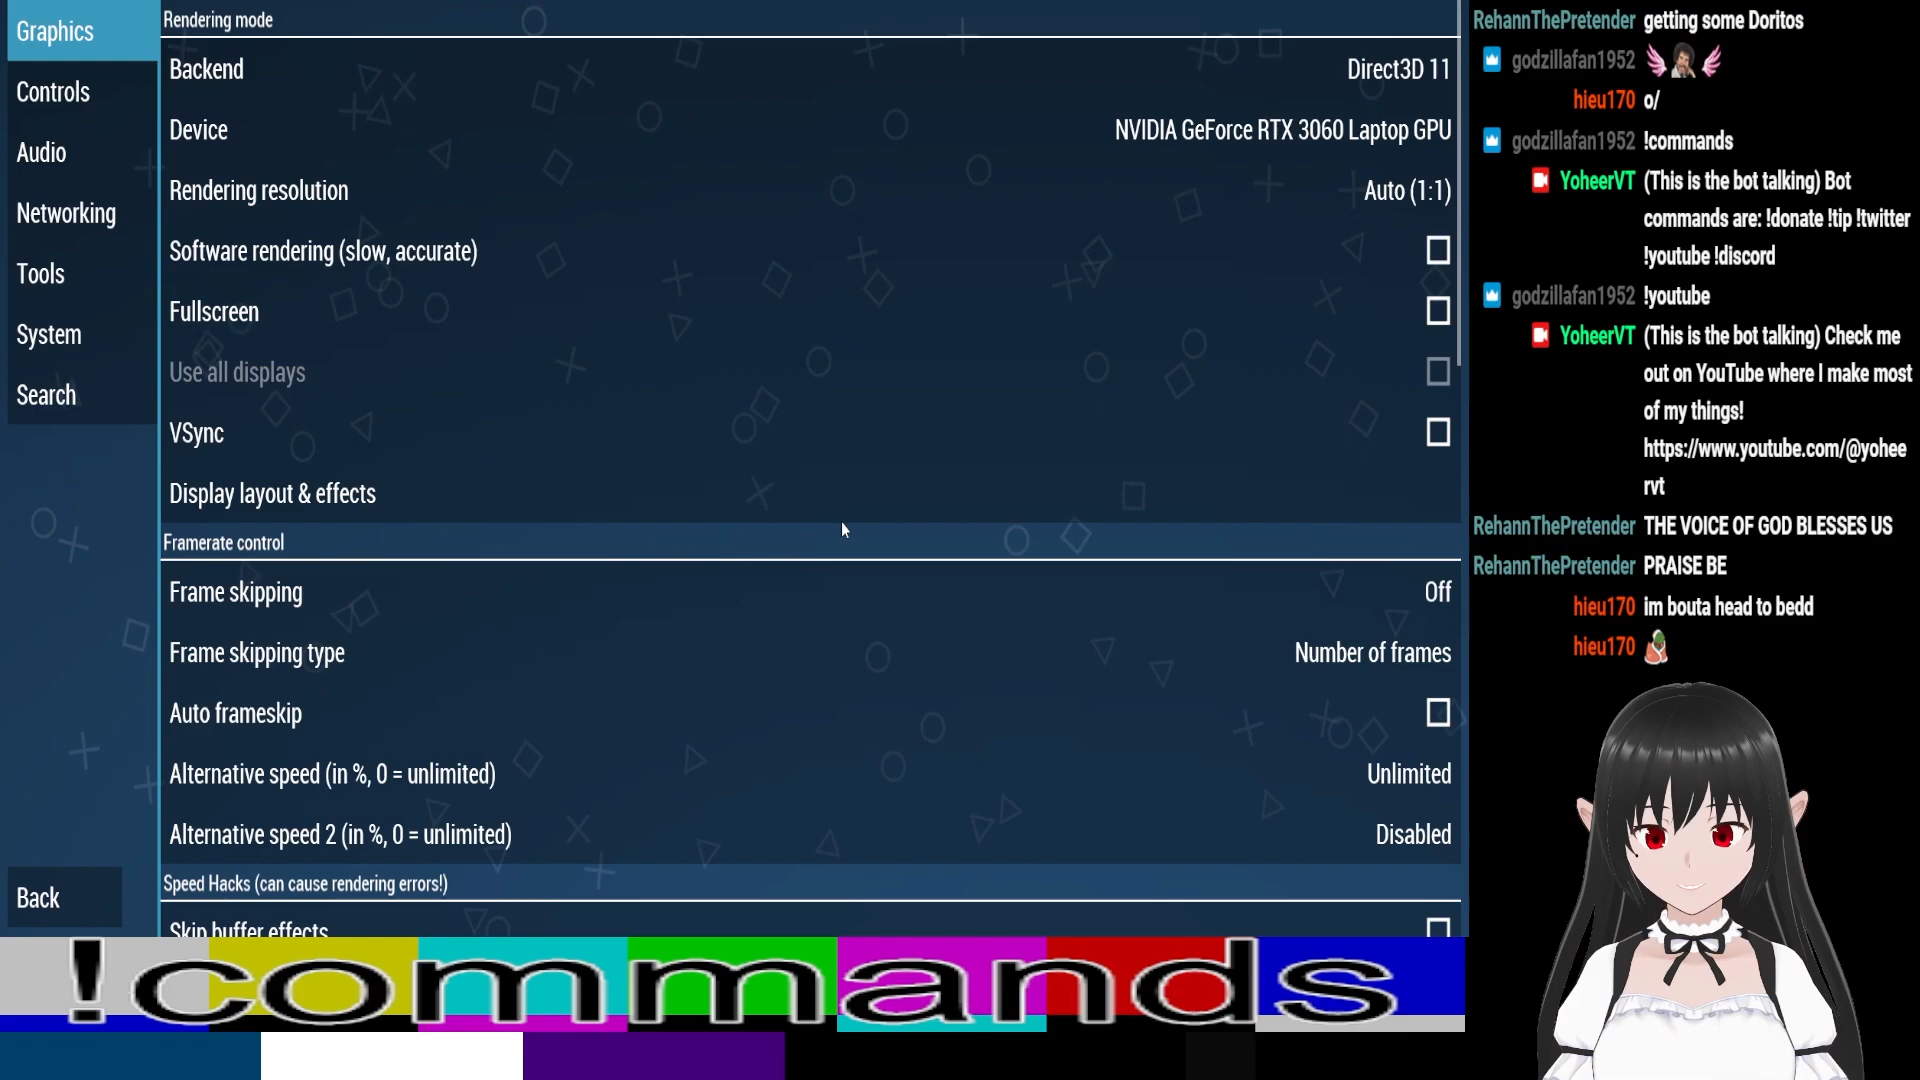 Graphics
Controls
Audio
Networking
Tools
System
Search
Back
Rendering mode
Backend Direct3D 11
Device NVIDIA GeForce RTX 3060 Laptop GPU
Rendering resolution Auto (1:1)
Software rendering (slow, accurate)
Fullscreen
Use all displays
VSync
Display layout & effects
Framerate control
Frame skipping Off
Frame skipping type Number of frames
Auto frameskip
Alternative speed (in %, 0 = unlimited) Unlimited
Alternative speed 2 (in %, 0 = unlimited) Disabled
Speed Hacks (can cause rendering errors!)
Skip buffer effects
!commands
RehannThePretender getting some Doritos
godzillafan1952
hieu170 o/
godzillafan1952 !commands
YoheerVT (This is the bot talking) Bot
commands are: !donate !tip !twitter
!youtube !discord
godzillafan1952 !youtube
YoheerVT (This is the bot talking) Check me
out on YouTube where I make most
of my things!
https://www.youtube.com/@yohee
rvt
RehannThePretender THE VOICE OF GOD BLESSES US
RehannThePretender PRAISE BE
hieu170 im bouta head to bedd
hieu170